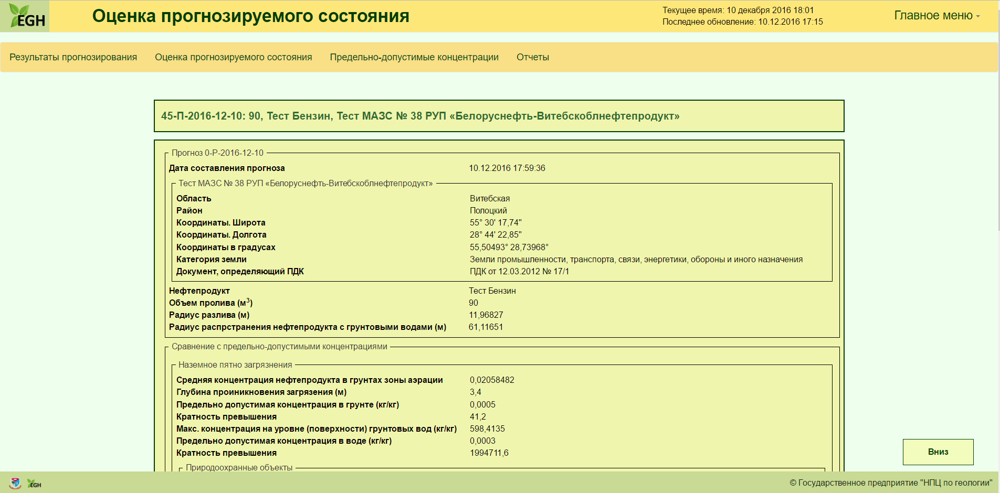 EGH
Оценка прогнозируемого состояния
Текущее время: 10 декабря 2016 18:01
Последнее обновление: 10.12.2016 17:15
Главное меню
Результаты прогнозирования Оценка прогнозируемого состояния Предельно-допустимые концентрации Отчеты
45-П-2016-12-10: 90, Тест Бензин, Тест МАЗС № 38 РУП «Белоруснефть-Витебскоблнефтепродукт»
Прогноз 0-Р-2016-12-10
Дата составления прогноза 10.12.2016 17:59:36
Тест МАЗС № 38 РУП «Белоруснефть-Витебскоблнефтепродукт»
Область Витебская
Район Полоцкий
Координаты. Широта 55° 30' 17,74"
Координаты. Долгота 28° 44' 22,85"
Координаты в градусах 55,50493° 28,73968°
Категория земли Земли промышленности, транспорта, связи, энергетики, обороны и иного назначения
Документ, определяющий ПДК ПДК от 12.03.2012 № 17/1
Нефтепродукт Тест Бензин
Объем пролива (м³) 90
Радиус разлива (м) 11,96827
Радиус распрстранения нефтепродукта с грунтовыми водами (м) 61,11651
Сравнение с предельно-допустимыми концентрациями
Наземное пятно загрязнения
Средняя концентрация нефтепродукта в грунтах зоны аэрации 0,02058482
Глубина проиникновения загрязения (м) 3,4
Предельно допустимая концентрация в грунте (кг/кг) 0,0005
Кратность превышения 41,2
Макс. концентрация на уровне (поверхности) грунтовых вод (кг/кг) 598,4135
Предельно допустимая концентрация в воде (кг/кг) 0,0003
Кратность превышения 1994711,6
Природоохранные объекты
Вниз
EGH
© Государственное предприятие "НПЦ по геологии"